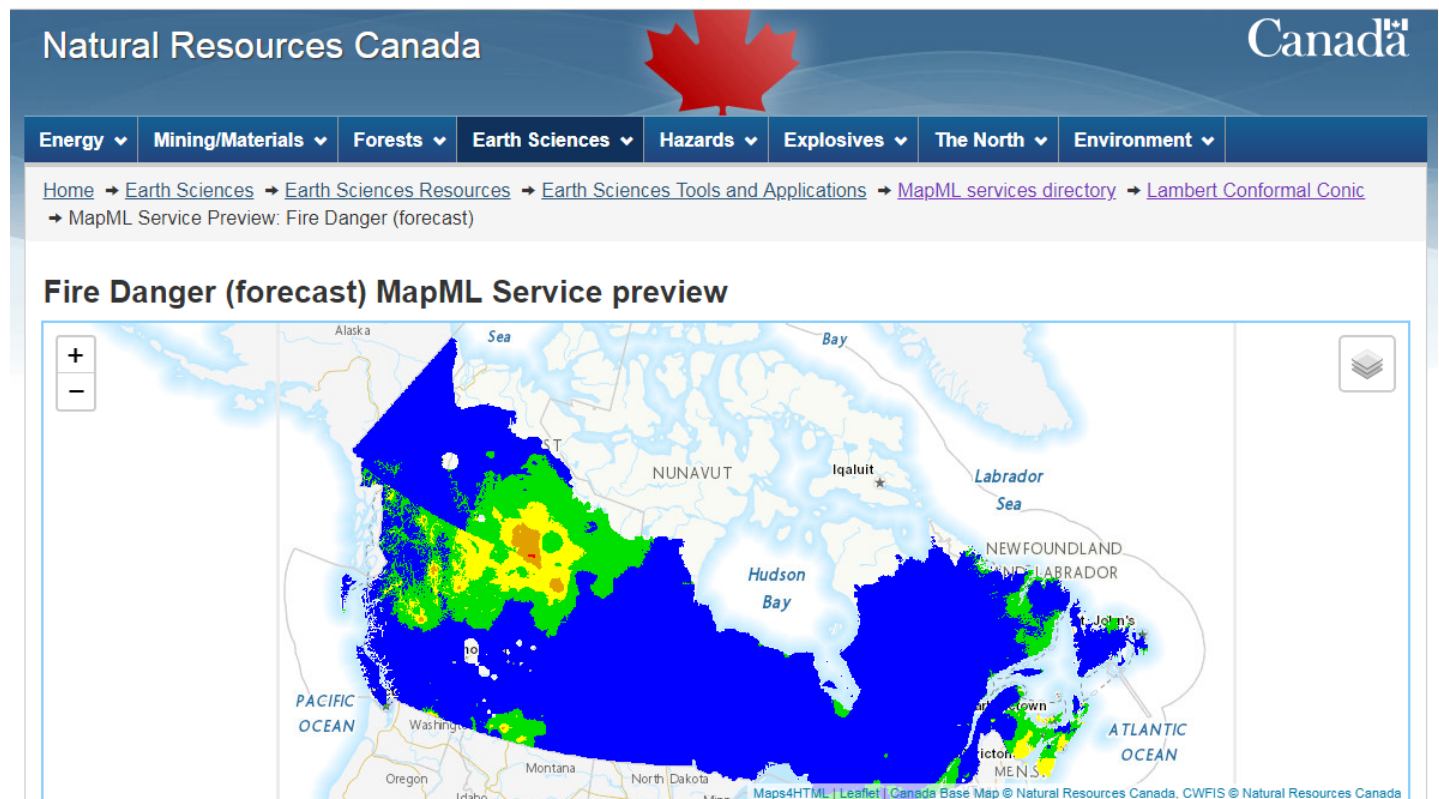 Natural Resources Canada
Canada
Energy Mining/Materials Forests Earth Sciences Hazards Explosives The North Environment
Home → Earth Sciences → Earth Sciences Resources → Earth Sciences Tools and Applications → MapML services directory → Lambert Conformal Conic
→ MapML Service Preview: Fire Danger (forecast)
Fire Danger (forecast) MapML Service preview
+
−
Alaska
Sea
Bay
NUNAVUT
Iqaluit
Labrador
Sea
NEWFOUNDLAND
LABRADOR
Hudson
Bay
St. John's
PACIFIC
OCEAN
ATLANTIC
OCEAN
Montana
Oregon
North Dakota
Idaho
Maps4HTML | Leaflet | Canada Base Map © Natural Resources Canada, CWFIS © Natural Resources Canada